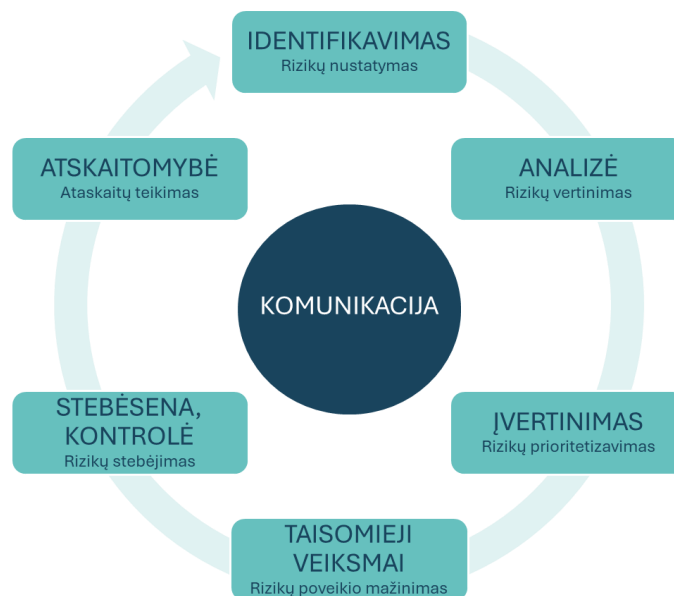 IDENTIFIKAVIMAS
Rizikų nustatymas
ANALIZĖ
Rizikų vertinimas
ĮVERTINIMAS
Rizikų prioritetizavimas
TAISOMIEJI
VEIKSMAI
Rizikų poveikio mažinimas
STEBĖSENA,
KONTROLĖ
Rizikų stebėjimas
ATSKAITOMYBĖ
Ataskaitų teikimas
KOMUNIKACIJA